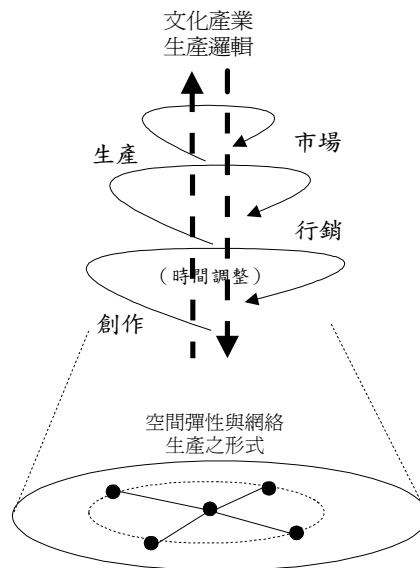 文化產業
生產邏輯
市場
生產
行銷
（時間調整）
創作
空間彈性與網絡
生產之形式